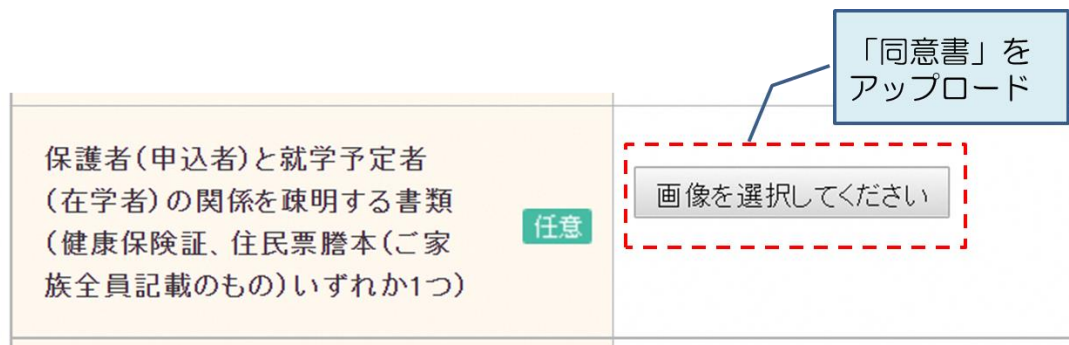 「同意書」を
アップロード
保護者(申込者)と就学予定者
(在学者)の関係を疎明する書類
(健康保険証、住民票謄本(ご家
族全員記載のもの)いずれか1つ)
任意
画像を選択してください